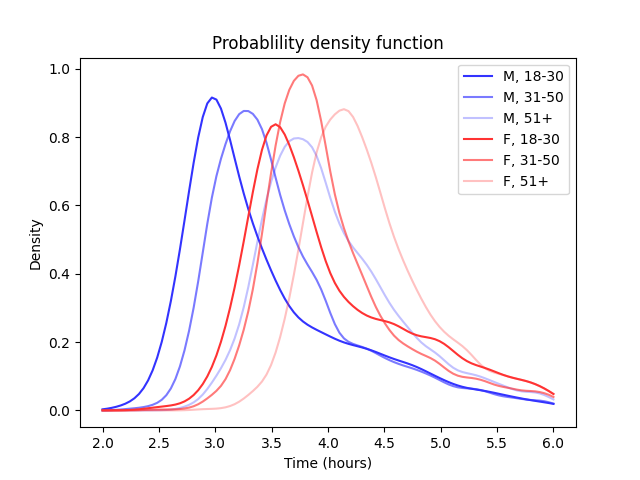 Probablility density function
Density
1.0
0.8
0.6
0.4
0.2
0.0
M, 18-30
M, 31-50
M, 51+
F, 18-30
F, 31-50
F, 51+
2.0 2.5 3.0 3.5 4.0 4.5 5.0 5.5 6.0
Time (hours)